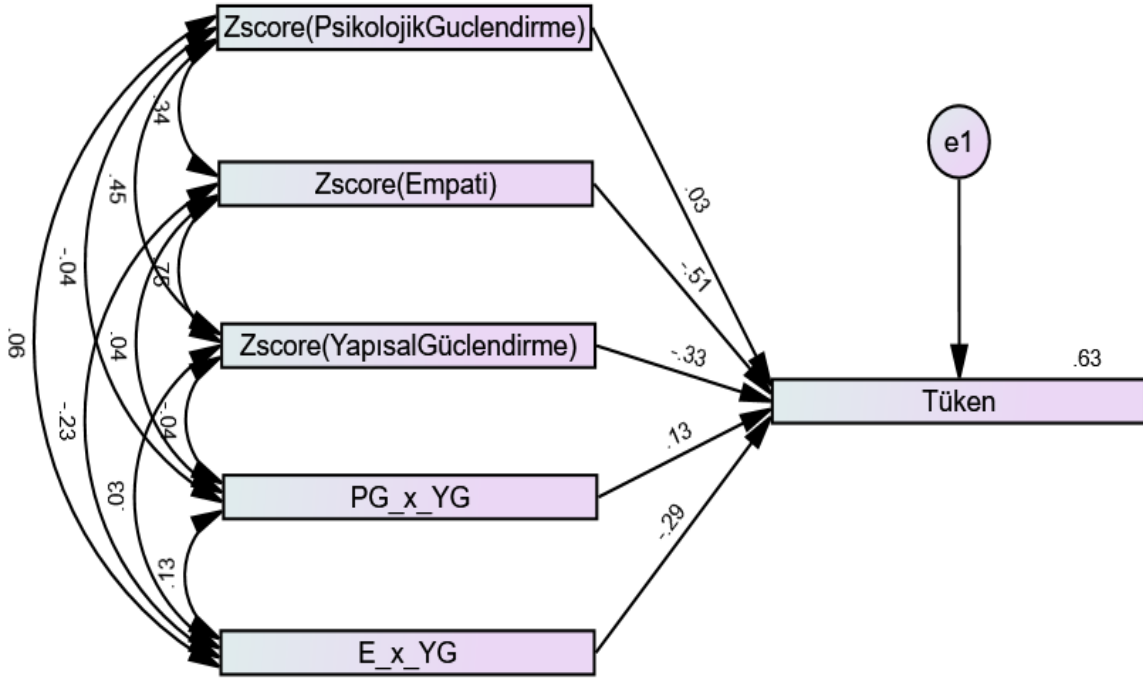 Zscore(PsikolojikGuclendirme)
.34
e1
.45
Zscore(Empati)
.03
-.04
.75
-.51
.06
.04
Zscore(YapısalGüclendirme)
-.33
.63
Tüken
-.23
-.04
.13
.03
PG_x_YG
-.29
.13
E_x_YG